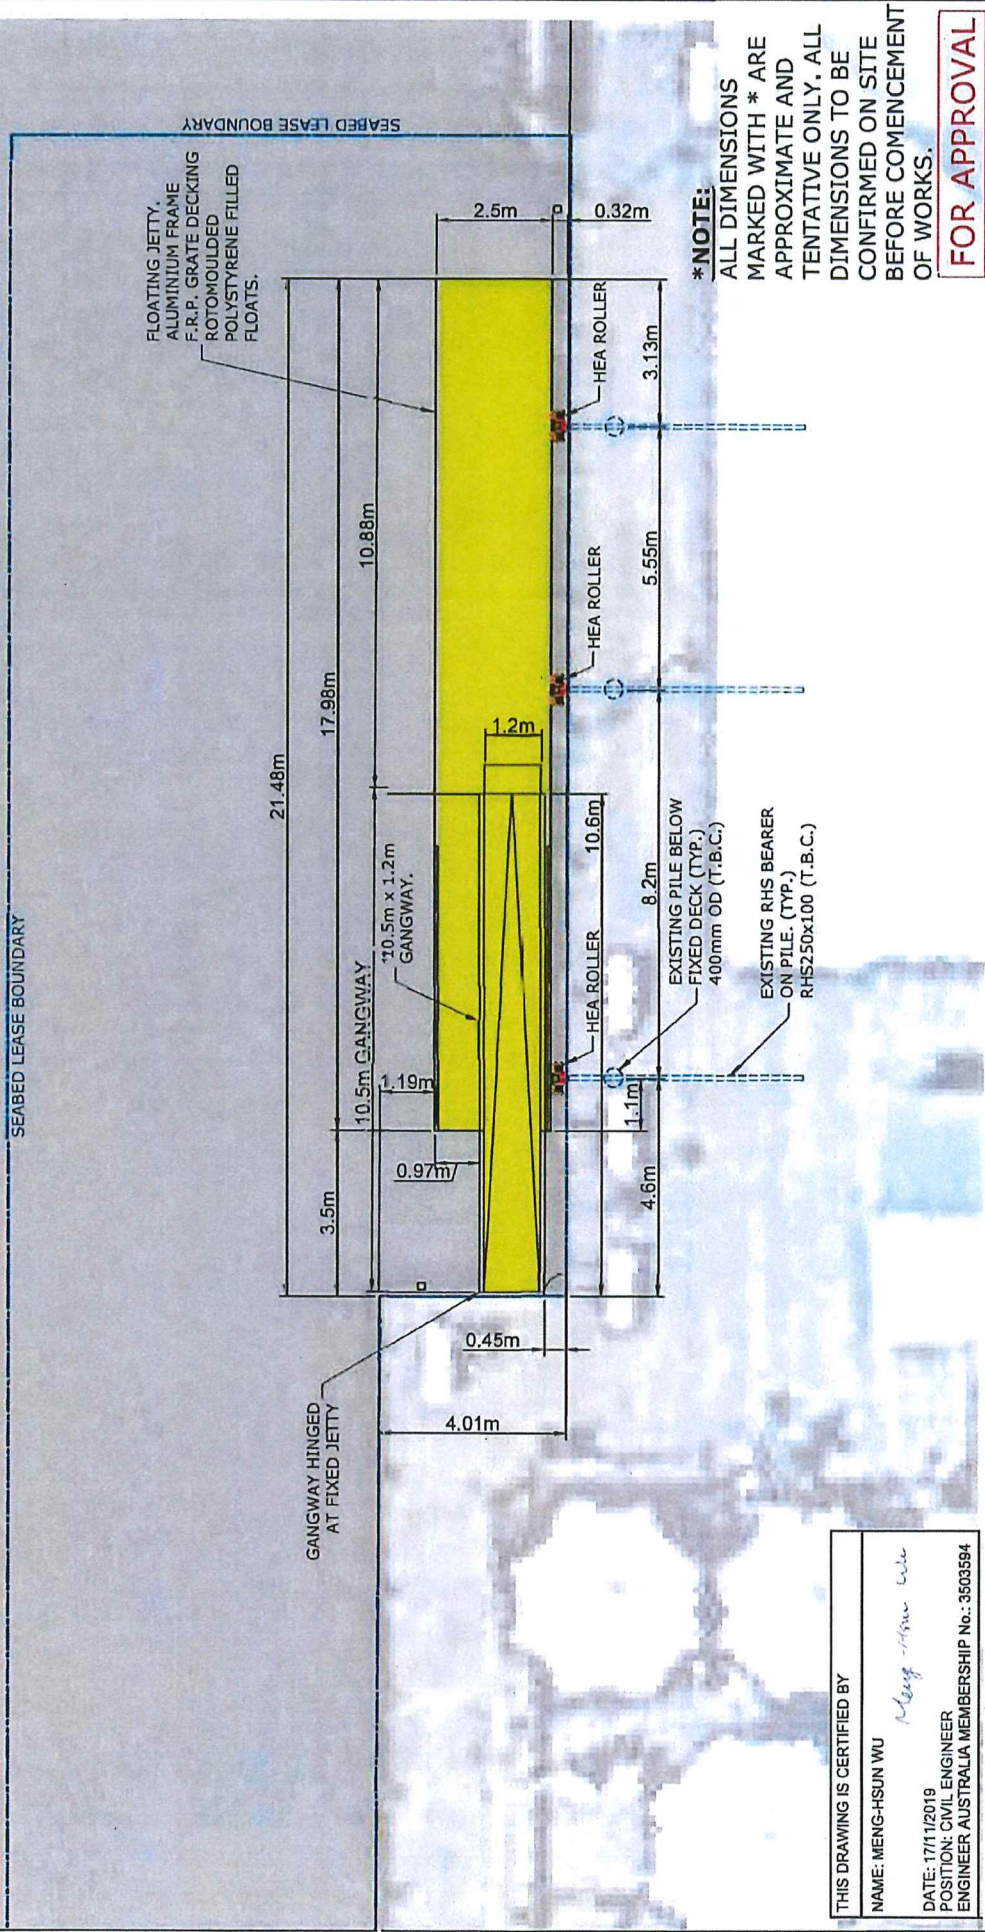 SEABED LEASE BOUNDARY
SEABED LEASE BOUNDARY
FLOATING JETTY.
ALUMINIUM FRAME
F.R.P. GRATE DECKING
ROTOMOULDED
POLYSTYRENE FILLED
FLOATS.
21.48m
3.5m
17.98m
10.5m GANGWAY
10.88m
1.19m
10.5m x 1.2m
GANGWAY.
0.97m
1.2m
2.5m
0.32m
GANGWAY HINGED
AT FIXED JETTY
0.45m
4.01m
10.6m
HEA ROLLER
HEA ROLLER
HEA ROLLER
1.1m
4.6m
8.2m
5.55m
3.13m
EXISTING PILE BELOW
FIXED DECK (TYP.)
400mm OD (T.B.C.)
EXISTING RHS BEARER
ON PILE. (TYP.)
RHS250x100 (T.B.C.)
*NOTE:
ALL DIMENSIONS
MARKED WITH * ARE
APPROXIMATE AND
TENTATIVE ONLY. ALL
DIMENSIONS TO BE
CONFIRMED ON SITE
BEFORE COMENCEMENT
OF WORKS.
FOR APPROVAL
THIS DRAWING IS CERTIFIED BY
NAME: MENG-HSUN WU
Meng-Hsun Wu
DATE: 17/11/2019
POSITION: CIVIL ENGINEER
ENGINEER AUSTRALIA MEMBERSHIP No.: 3503594